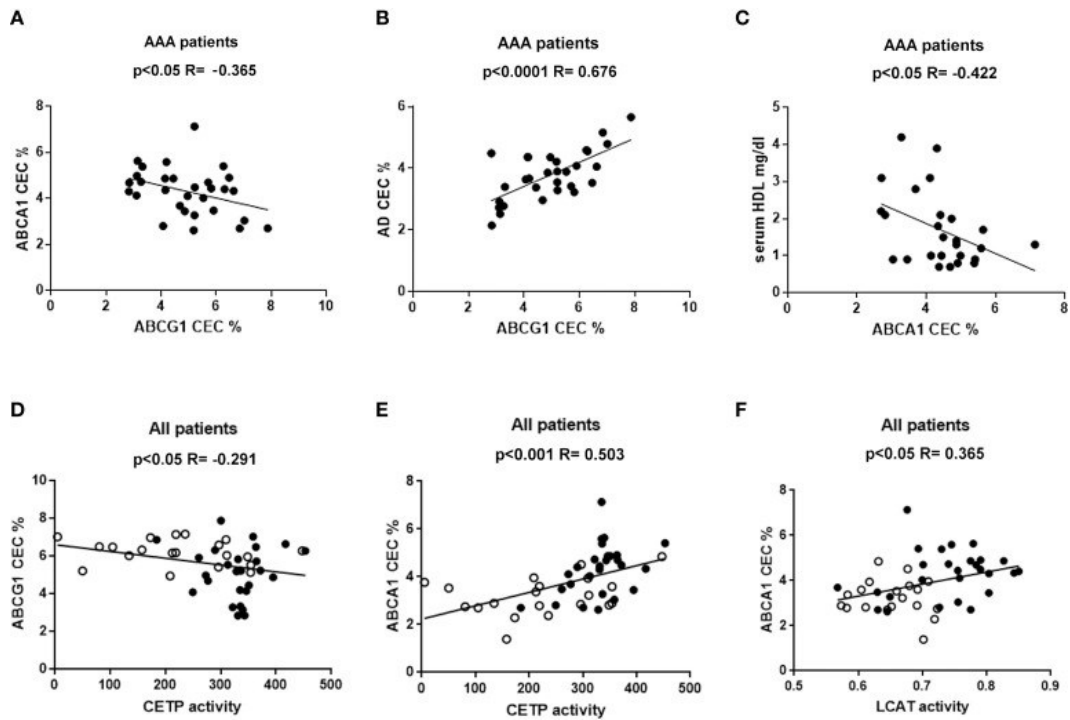 A
AAA patients
p<0.05 R= -0.365
8
6
4
2
0
ABCA1 CEC %
0 2 4 6 8 10
ABCG1 CEC %
B
AAA patients
p<0.0001 R= 0.676
6
4
2
0
AD CEC %
0 2 4 6 8 10
ABCG1 CEC %
C
AAA patients
p<0.05 R= -0.422
5
4
3
2
1
0
serum HDL mg/dl
0 2 4 6 8
ABCA1 CEC %
D
All patients
p<0.05 R= -0.291
10
8
6
4
2
0
ABCG1 CEC %
0 100 200 300 400 500
CETP activity
E
All patients
p<0.001 R= 0.503
8
6
4
2
0
ABCA1 CEC %
0 100 200 300 400 500
CETP activity
F
All patients
p<0.05 R= 0.365
8
6
4
2
0
ABCA1 CEC %
0.5 0.6 0.7 0.8 0.9
LCAT activity